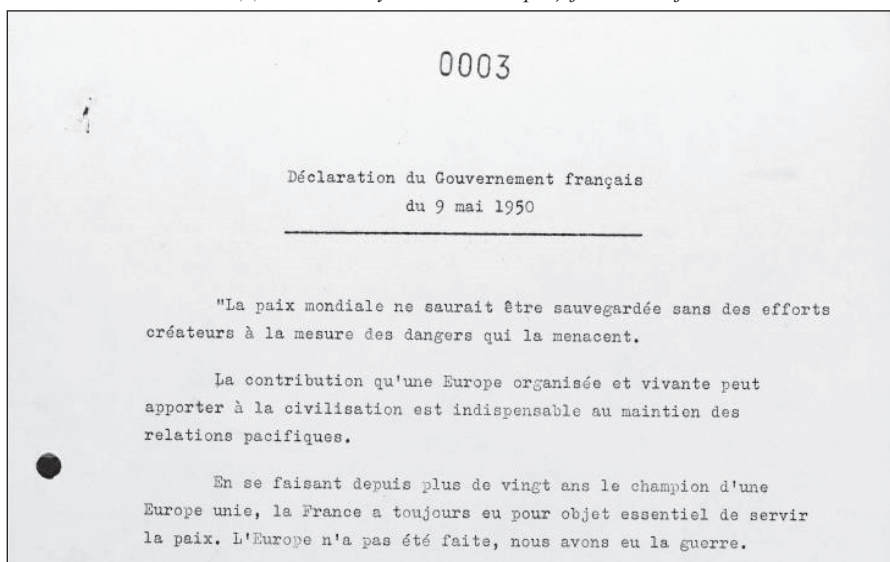 0003
Déclaration du Gouvernement français
du 9 mai 1950
"La paix mondiale ne saurait être sauvegardée sans des efforts
créateurs à la mesure des dangers qui la menacent.
La contribution qu'une Europe organisée et vivante peut
apporter à la civilisation est indispensable au maintien des
relations pacifiques.
En se faisant depuis plus de vingt ans le champion d'une
Europe unie, la France a toujours eu pour objet essentiel de servir
la paix. L'Europe n'a pas été faite, nous avons eu la guerre.